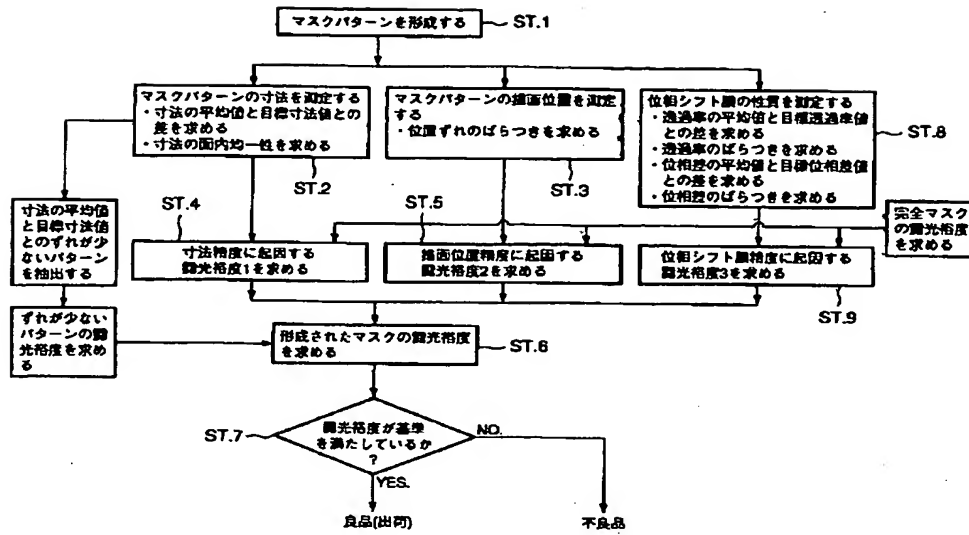 マスクパターンを形成する
ST.1
マスクパターンの寸法を測定する
・寸法の平均値と目標寸法値との
差を求める
・寸法の面内均一性を求める
ST.2
マスクパターンの描画位置を測定
する
・位置ずれのばらつきを求める
ST.3
位相シフト膜の性質を測定する
・透過率の平均値と目標透過率値
との差を求める
・透過率のばらつきを求める
・位相差の平均値と目標位相差値
との差を求める
・位相差のばらつきを求める
ST.8
寸法の平均値
と目標寸法値
とのずれが少
ないパターン
を抽出する
ST.4
寸法精度に起因する
露光裕度1を求める
ST.5
描画位置精度に起因する
露光裕度2を求める
位相シフト膜精度に起因する
露光裕度3を求める
ST.9
完全マスク
の露光裕度
を求める
ずれが少ない
パターンの露
光裕度を求め
る
形成されたマスクの露光裕度
を求める
ST.6
ST.7
露光裕度が基準
を満たしているか
?
NO.
YES.
良品(出荷)
不良品